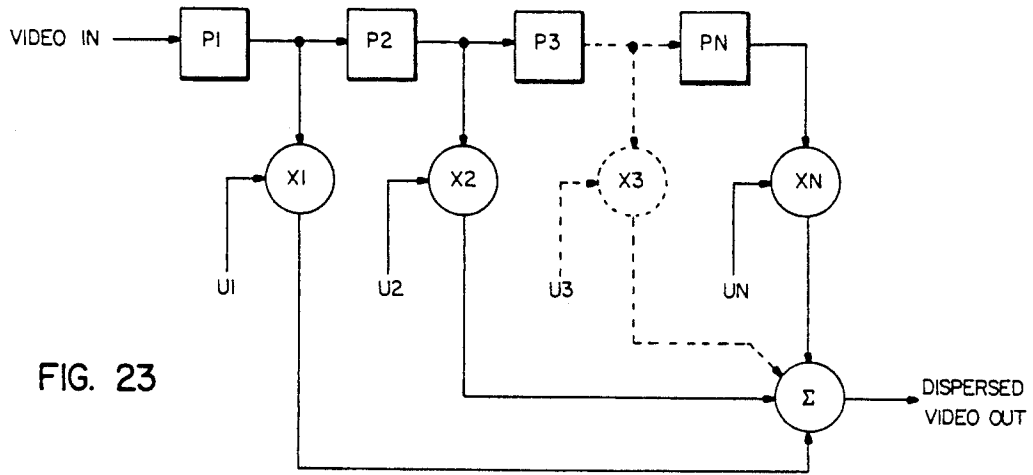 VIDEO IN
P1
P2
P3
PN
X1
X2
X3
XN
U1
U2
U3
UN
FIG. 23
Σ
DISPERSED
VIDEO OUT